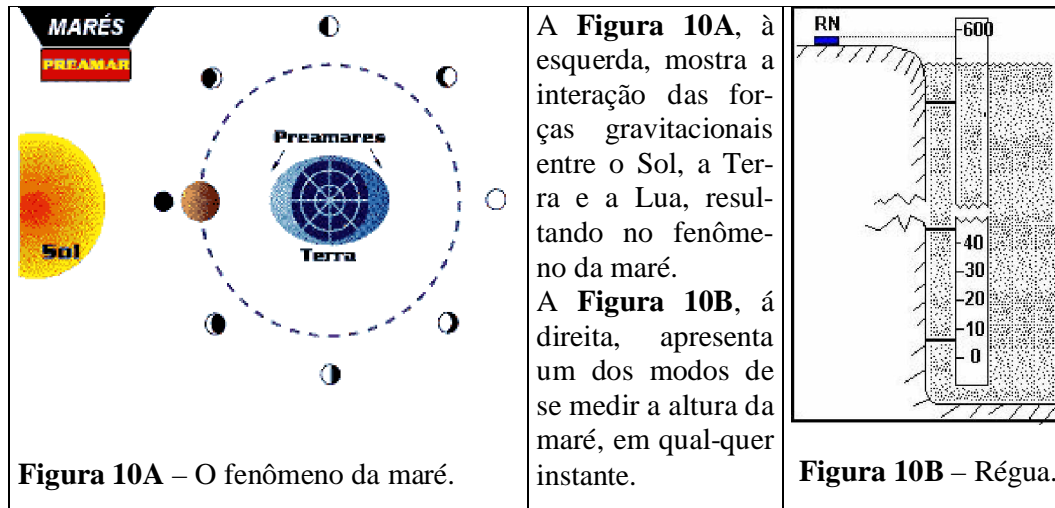 MARÉS
PREAMAR
Preamares
Sol
Terra
Figura 10A – O fenômeno da maré.
A Figura 10A, à
esquerda, mostra a
interação das for-
ças gravitacionais
entre o Sol, a Ter-
ra e a Lua, resul-
tando no fenôme-
no da maré.
A Figura 10B, á
direita, apresenta
um dos modos de
se medir a altura da
maré, em qual-quer
instante.
RN
600
40
30
20
10
0
Figura 10B – Régua.